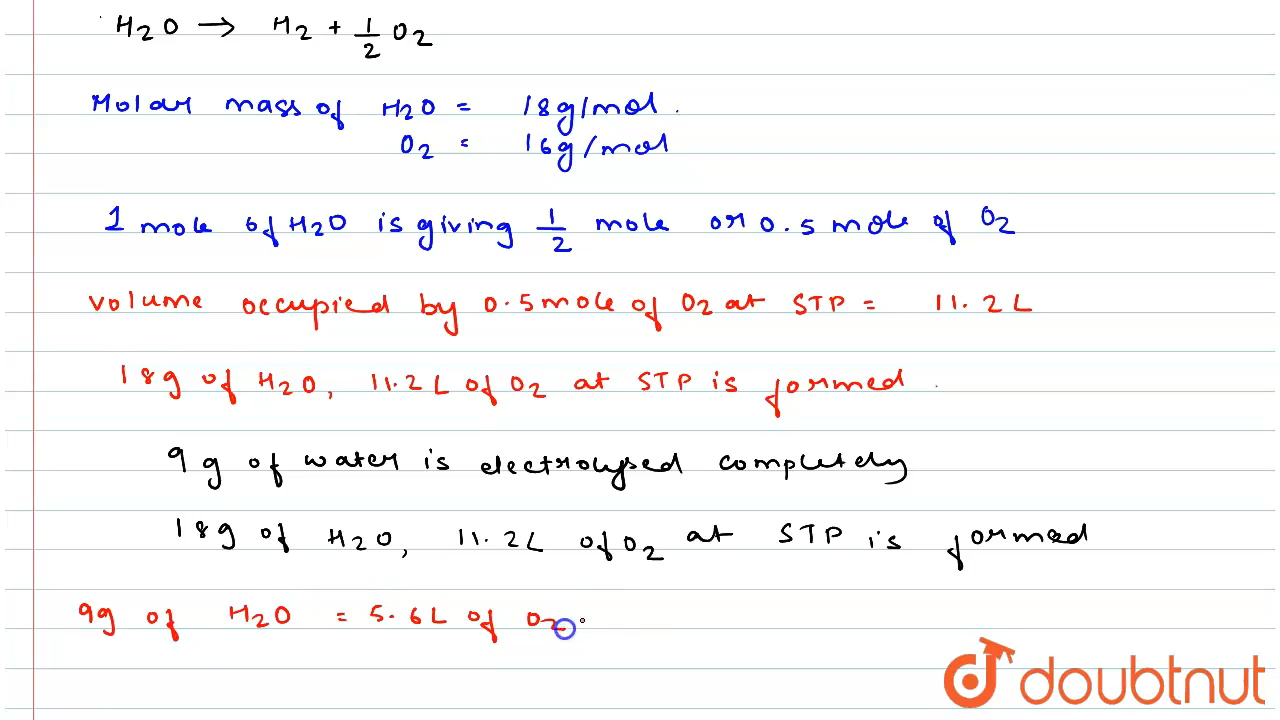 H2O → H2 + 1/2 O2
Molar mass of H2O = 18g/mol.
O2 = 16g/mol
1 mole of H2O is giving 1/2 mole or 0.5 mole of O2
volume occupied by 0.5 mole of O2 at STP = 11.2L
18g of H2O, 11.2L of O2 at STP is formed
9g of water is electrolysed completely
18g of H2O, 11.2L of O2 at STP is formed
9g of H2O = 5.6L of O2
doubtnut